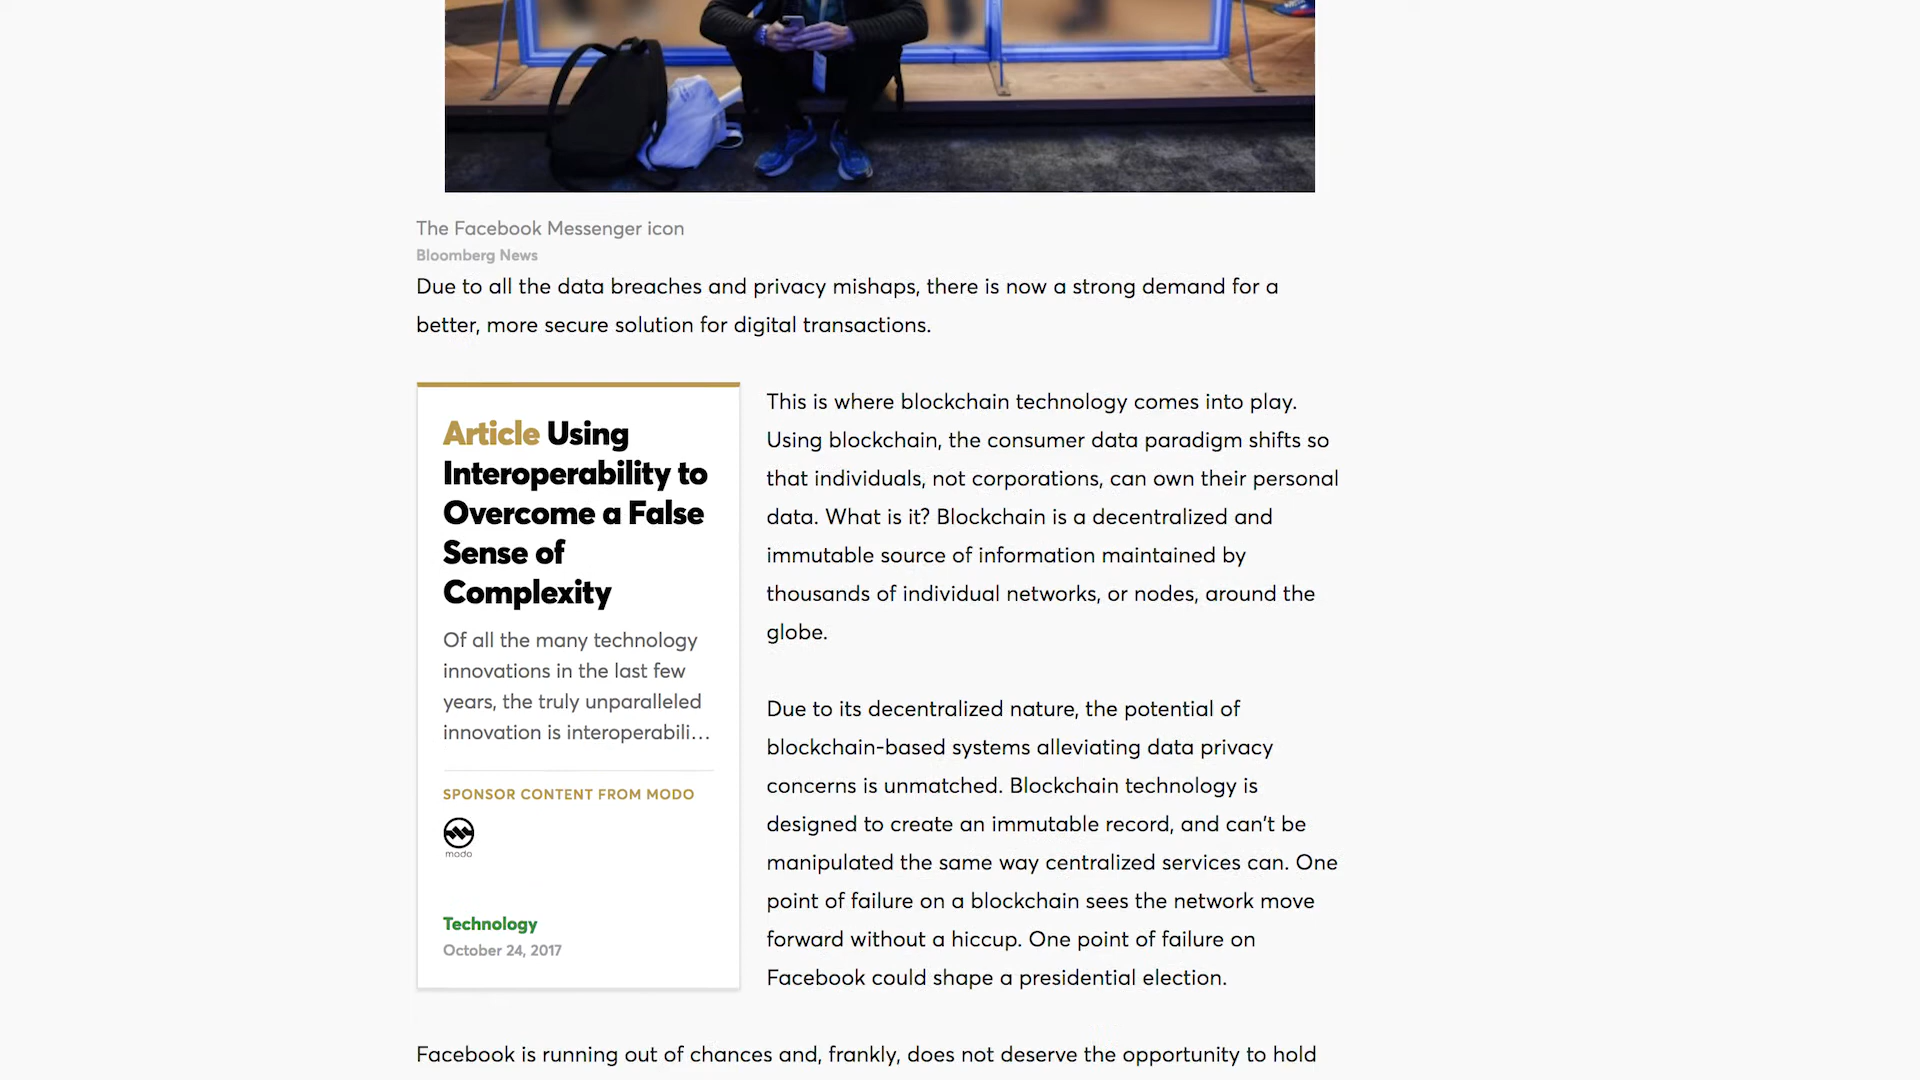 The Facebook Messenger icon
Bloomberg News
Due to all the data breaches and privacy mishaps, there is now a strong demand for a
better, more secure solution for digital transactions.
Article Using
Interoperability to
Overcome a False
Sense of
Complexity
Of all the many technology
innovations in the last few
years, the truly unparalleled
innovation is interoperabili...
SPONSOR CONTENT FROM MODO
modo
Technology
October 24, 2017
This is where blockchain technology comes into play.
Using blockchain, the consumer data paradigm shifts so
that individuals, not corporations, can own their personal
data. What is it? Blockchain is a decentralized and
immutable source of information maintained by
thousands of individual networks, or nodes, around the
globe.
Due to its decentralized nature, the potential of
blockchain-based systems alleviating data privacy
concerns is unmatched. Blockchain technology is
designed to create an immutable record, and can't be
manipulated the same way centralized services can. One
point of failure on a blockchain sees the network move
forward without a hiccup. One point of failure on
Facebook could shape a presidential election.
Facebook is running out of chances and, frankly, does not deserve the opportunity to hold